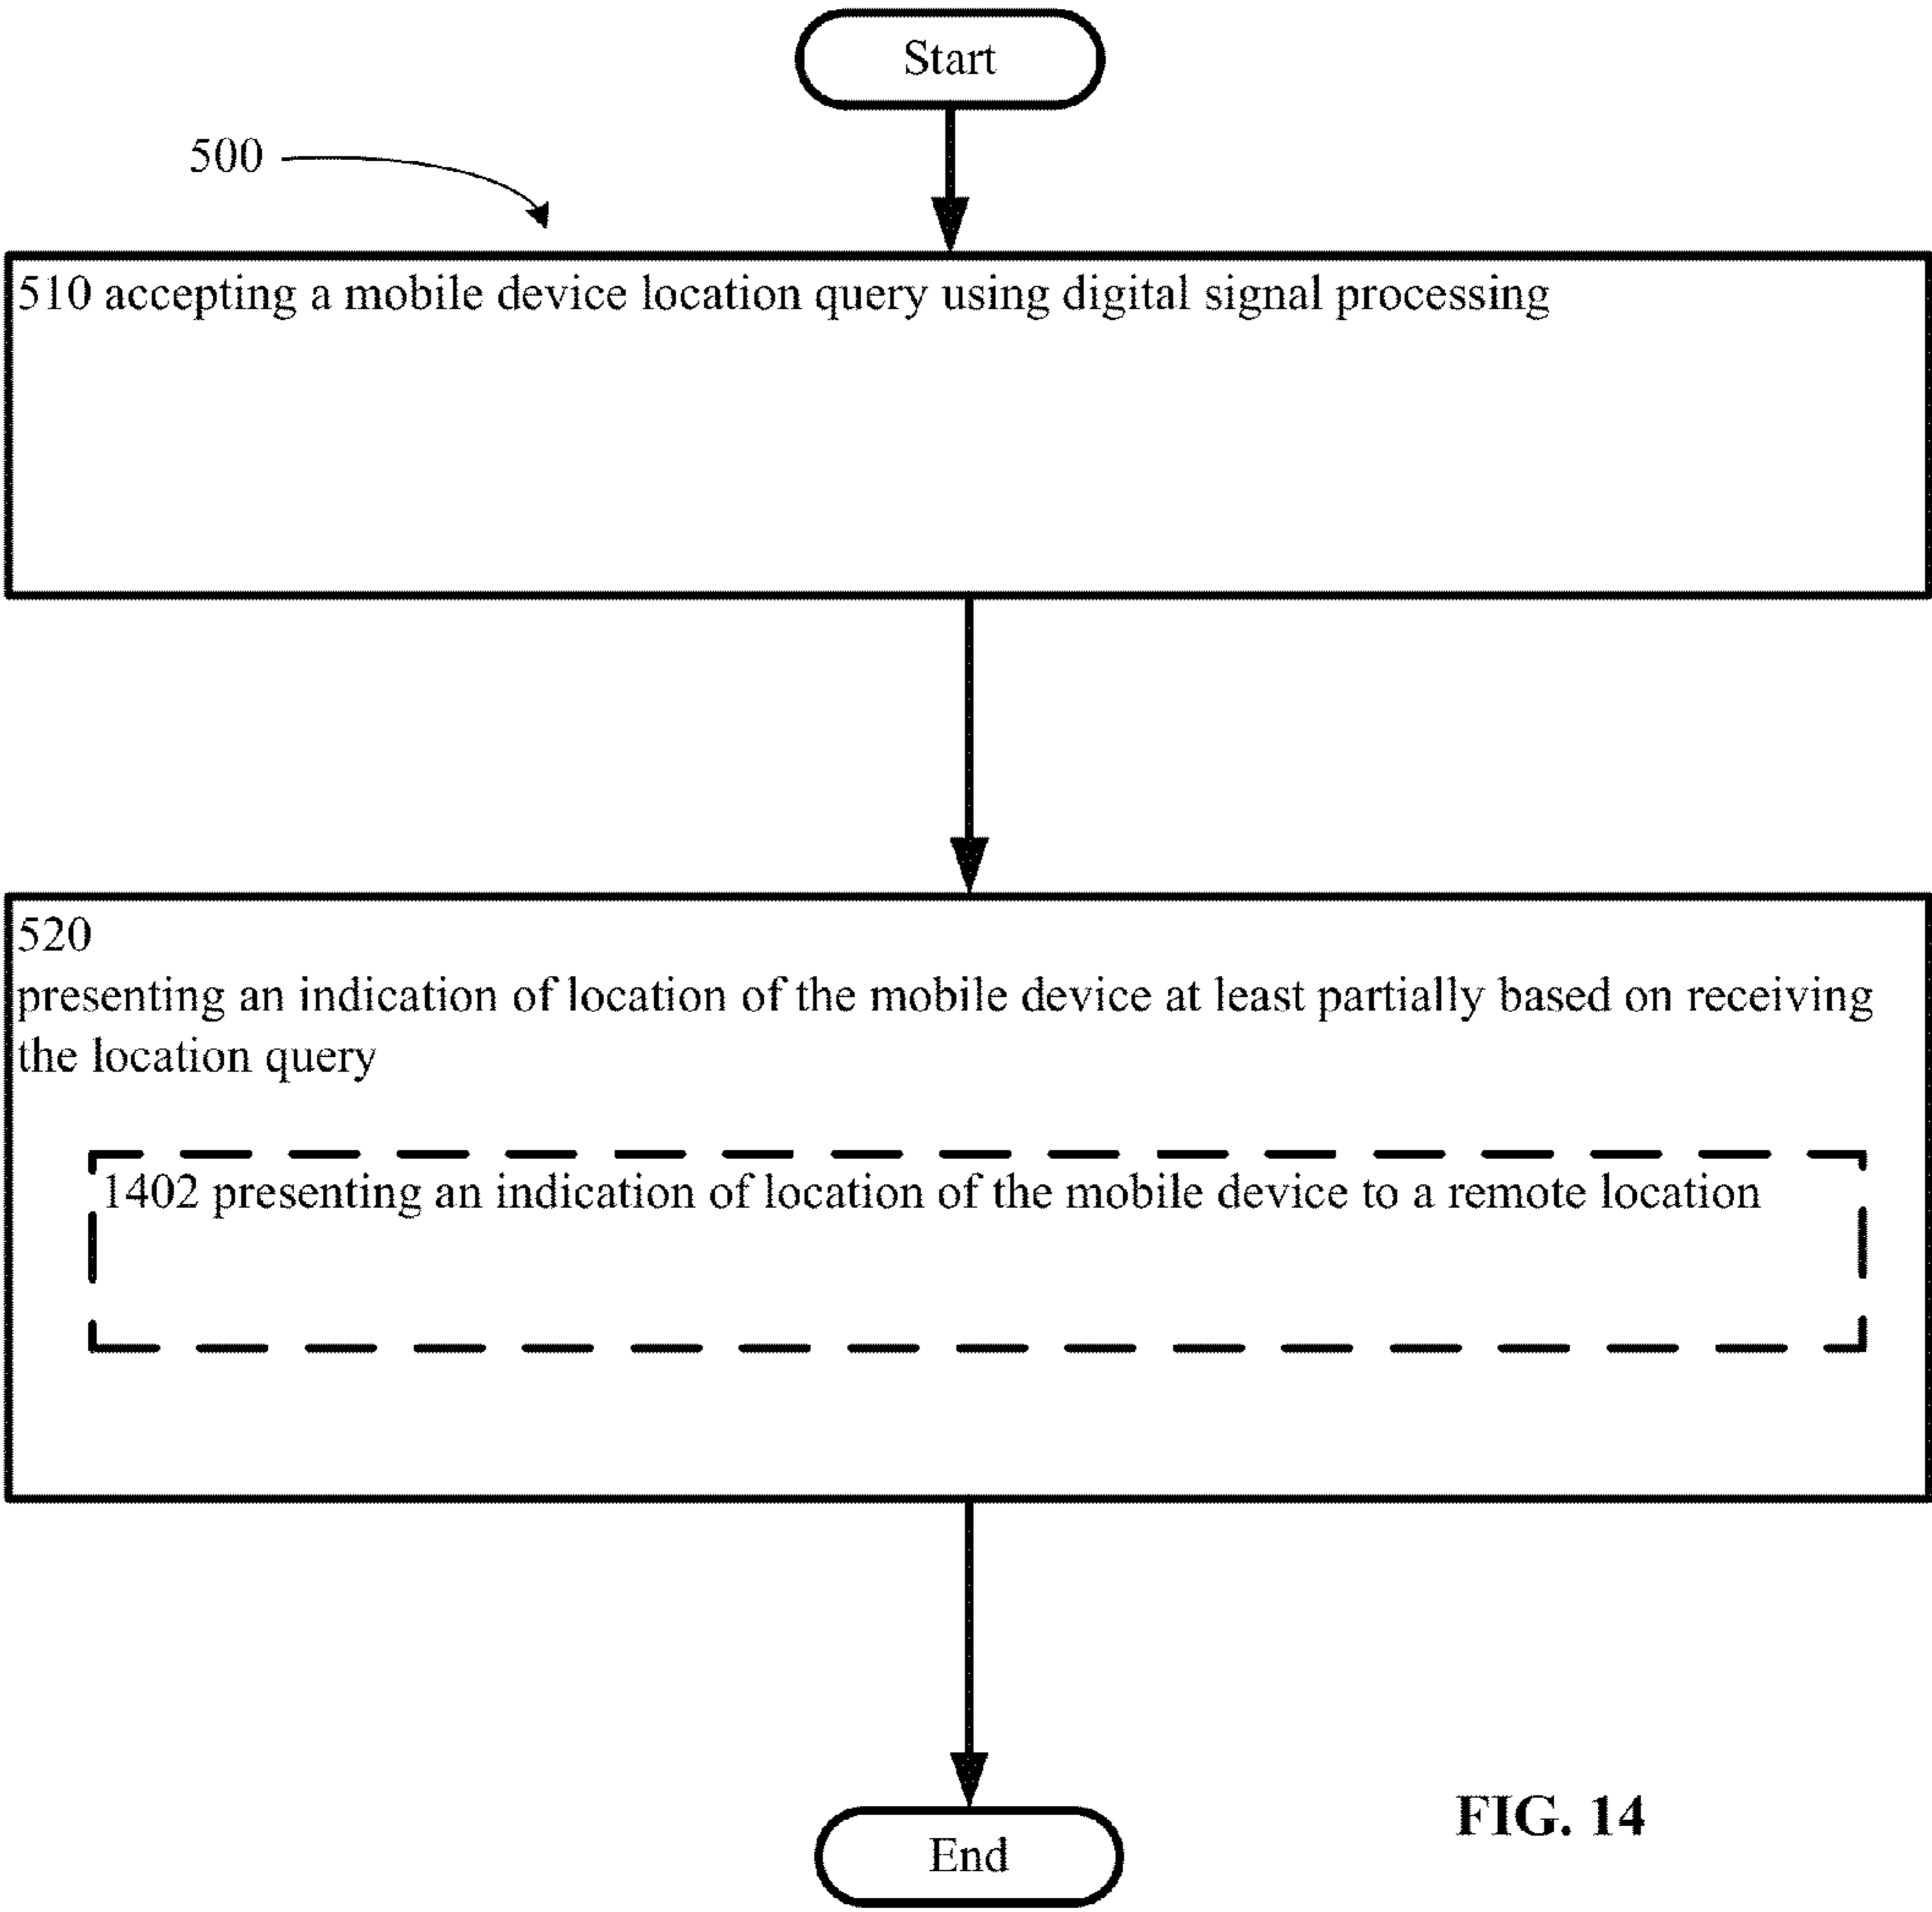 Start
500
510 accepting a mobile device location query using digital signal processing
520
presenting an indication of location of the mobile device at least partially based on receiving
the location query
1402 presenting an indication of location of the mobile device to a remote location
End
FIG. 14